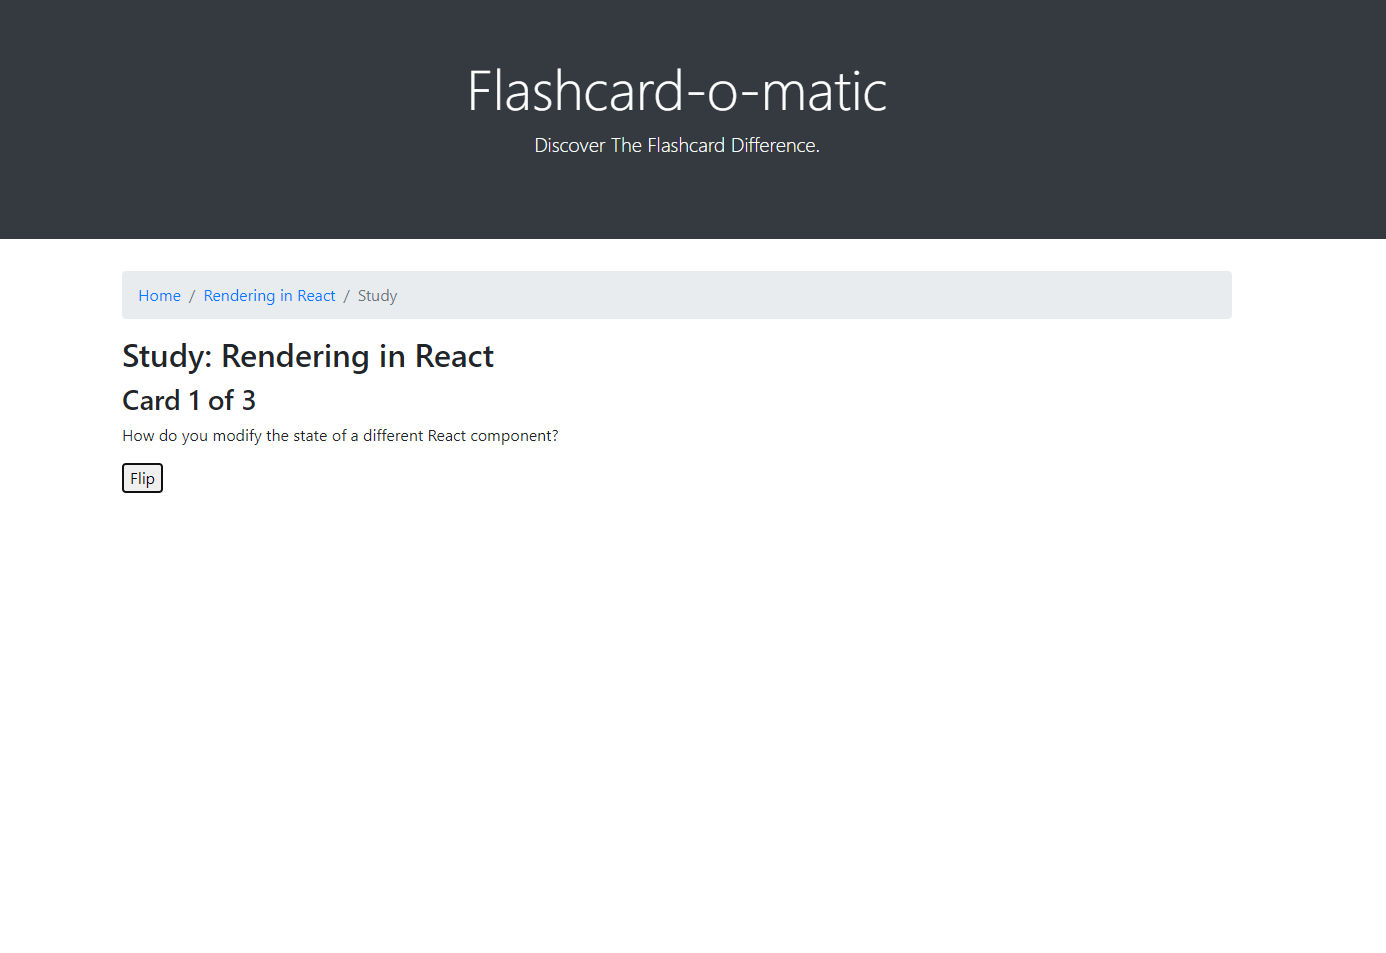 Flashcard-o-matic
Discover The Flashcard Difference.
Home / Rendering in React / Study
Study: Rendering in React
Card 1 of 3
How do you modify the state of a different React component?
Flip